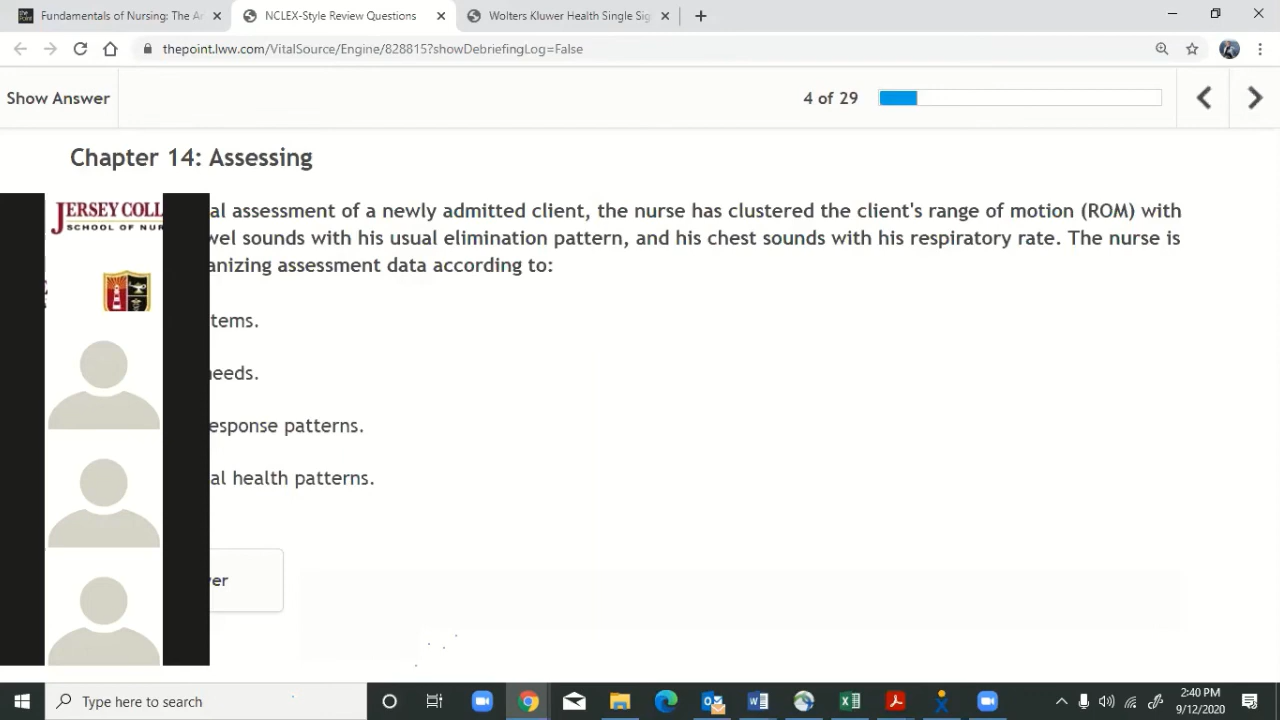 Fundamentals of Nursing: The A
NCLEX-Style Review Questions
Wolters Kluwer Health Single Sig
thepoint.lww.com/VitalSource/Engine/828815?showDebriefingLog=False
Show Answer
4 of 29
Chapter 14: Assessing
JERSEY COLL
SCHOOL OF NUR
al assessment of a newly admitted client, the nurse has clustered the client's range of motion (ROM) with
wel sounds with his usual elimination pattern, and his chest sounds with his respiratory rate. The nurse is
anizing assessment data according to:
tems.
needs.
esponse patterns.
al health patterns.
ver
Type here to search
2:40 PM
9/12/2020